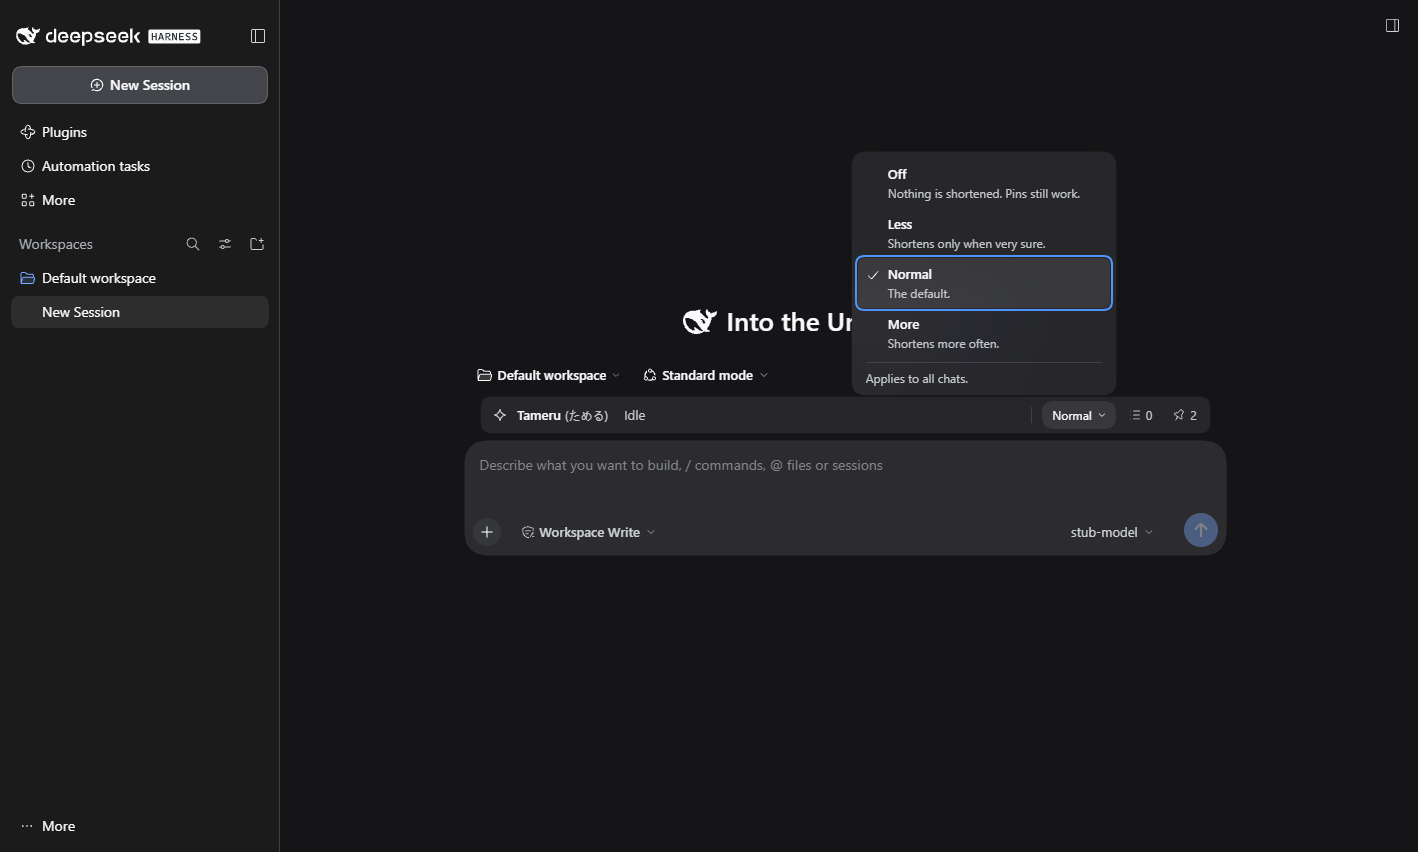 deepseek HARNESS
New Session
Plugins
Automation tasks
More
Workspaces
Default workspace
New Session
More
Off
Nothing is shortened. Pins still work.
Less
Shortens only when very sure.
Normal
The default.
More
Shortens more often.
Applies to all chats.
Into the
Default workspace
Standard mode
Tameru (ためる) Idle
Normal
0
2
Describe what you want to build, / commands, @ files or sessions
Workspace Write
stub-model